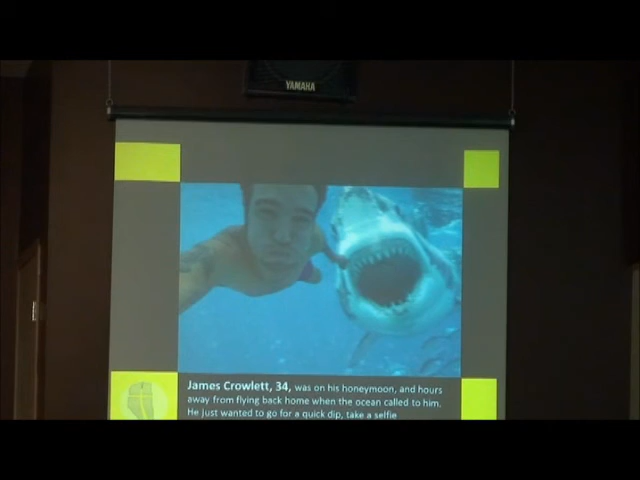 YAMAHA
James Crowlett, 34, was on his honeymoon, and hours
away from flying back home when the ocean called to him.
He just wanted to go for a quick dip, take a selfie